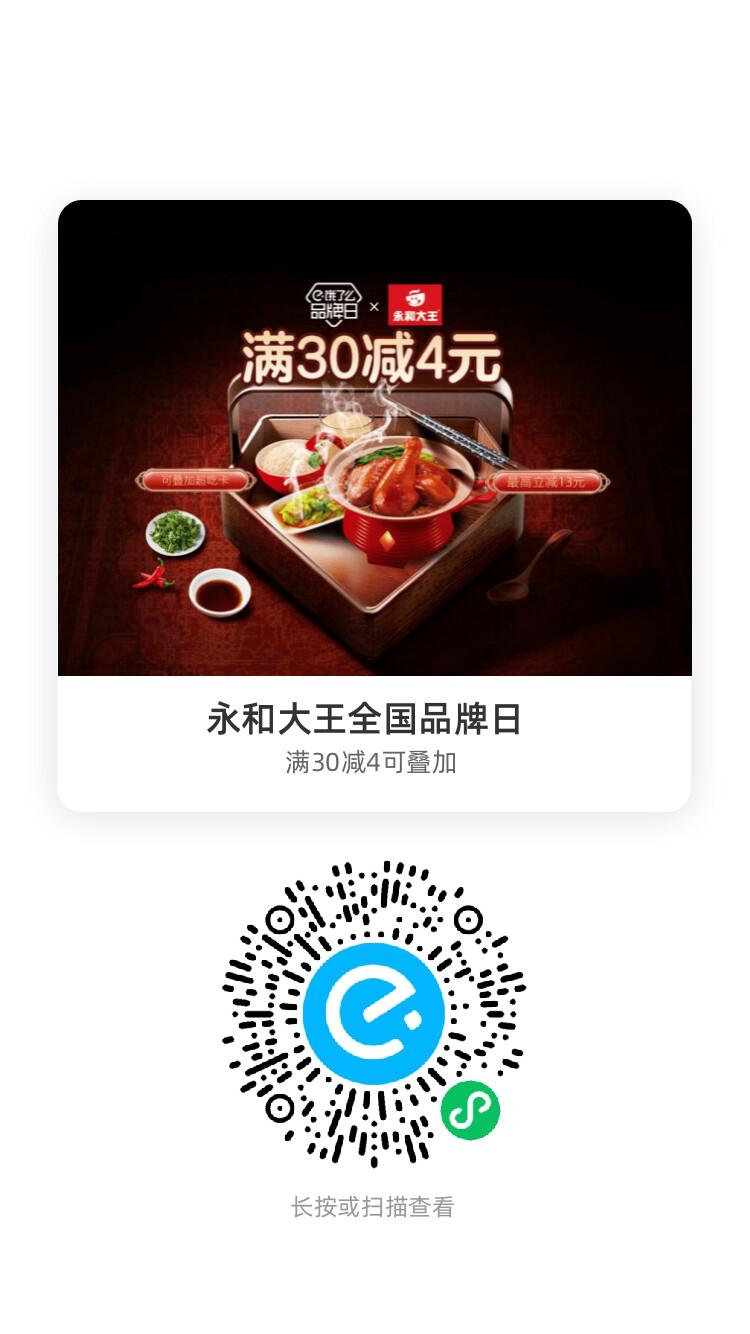 饿了么
品牌日
×
永和大王
满30减4元
可叠加超吃卡
最高立减13元
永和大王全国品牌日
满30减4可叠加
长按或扫描查看